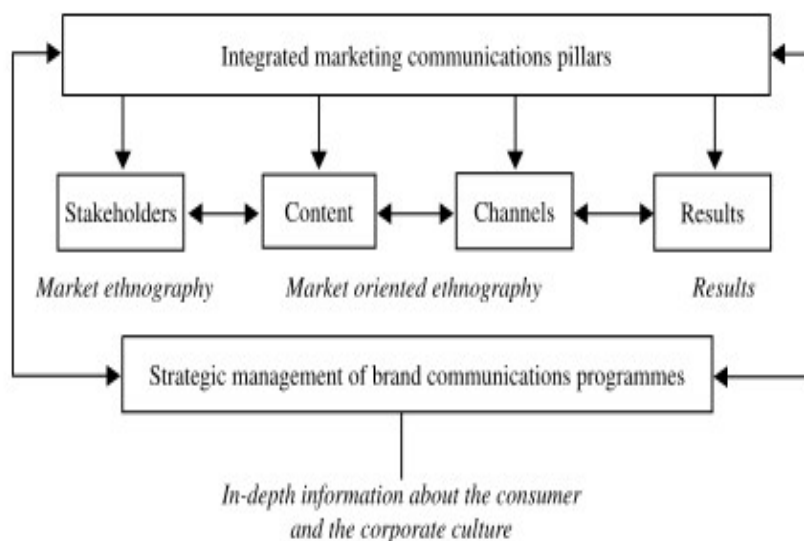 Integrated marketing communications pillars
Stakeholders
Content
Channels
Results
Market ethnography
Market oriented ethnography
Results
Strategic management of brand communications programmes
In-depth information about the consumer
and the corporate culture